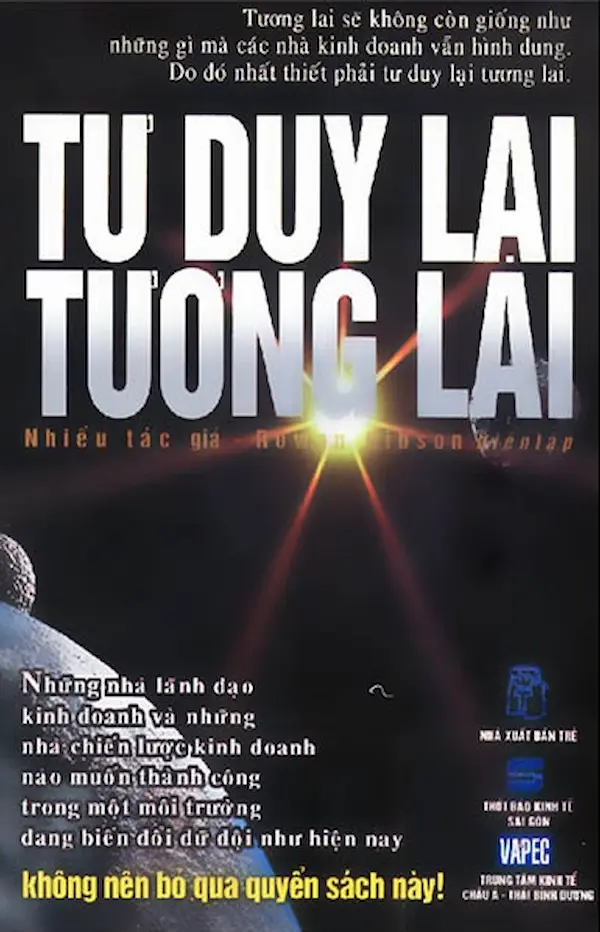 Tương lai sẽ không còn giống như
những gì mà các nhà kinh doanh vẫn hình dung.
Do đó nhất thiết phải tư duy lại tương lai.
TƯ DUY LẠI
TƯƠNG LAI
Nhiều tác giả - Rowan Gibson biên tập
Những nhà lãnh đạo
kinh doanh và những
nhà chiến lược kinh doanh
nào muốn thành công
trong một môi trường
đang biến đổi dữ dội như hiện nay
không nên bỏ qua quyển sách này!
NHÀ XUẤT BẢN TRẺ
THỜI BÁO KINH TẾ
SÀI GÒN
VAPEC
TRUNG TÂM KINH TẾ
CHÂU Á - THÁI BÌNH DƯƠNG